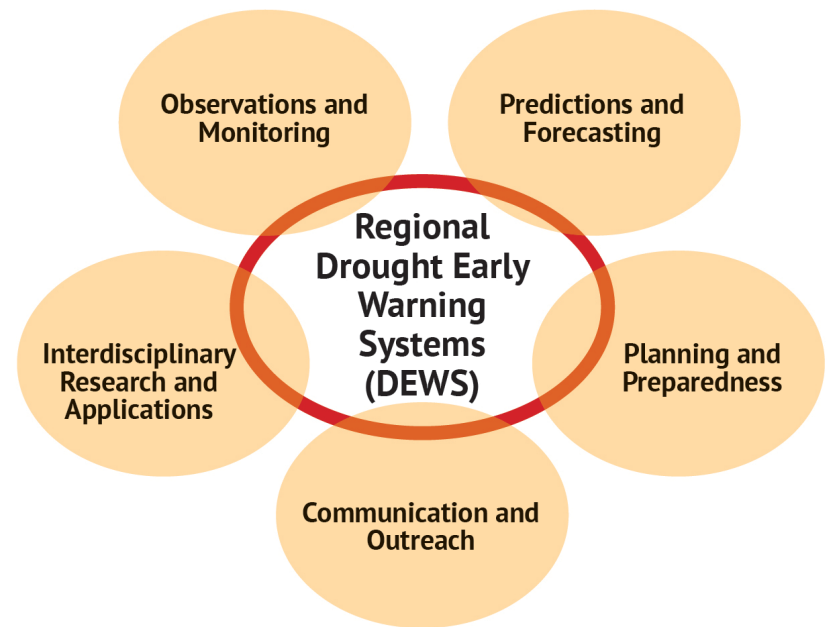 Observations and
Monitoring
Predictions and
Forecasting
Regional
Drought Early
Warning
Systems
(DEWS)
Interdisciplinary
Research and
Applications
Planning and
Preparedness
Communication and
Outreach